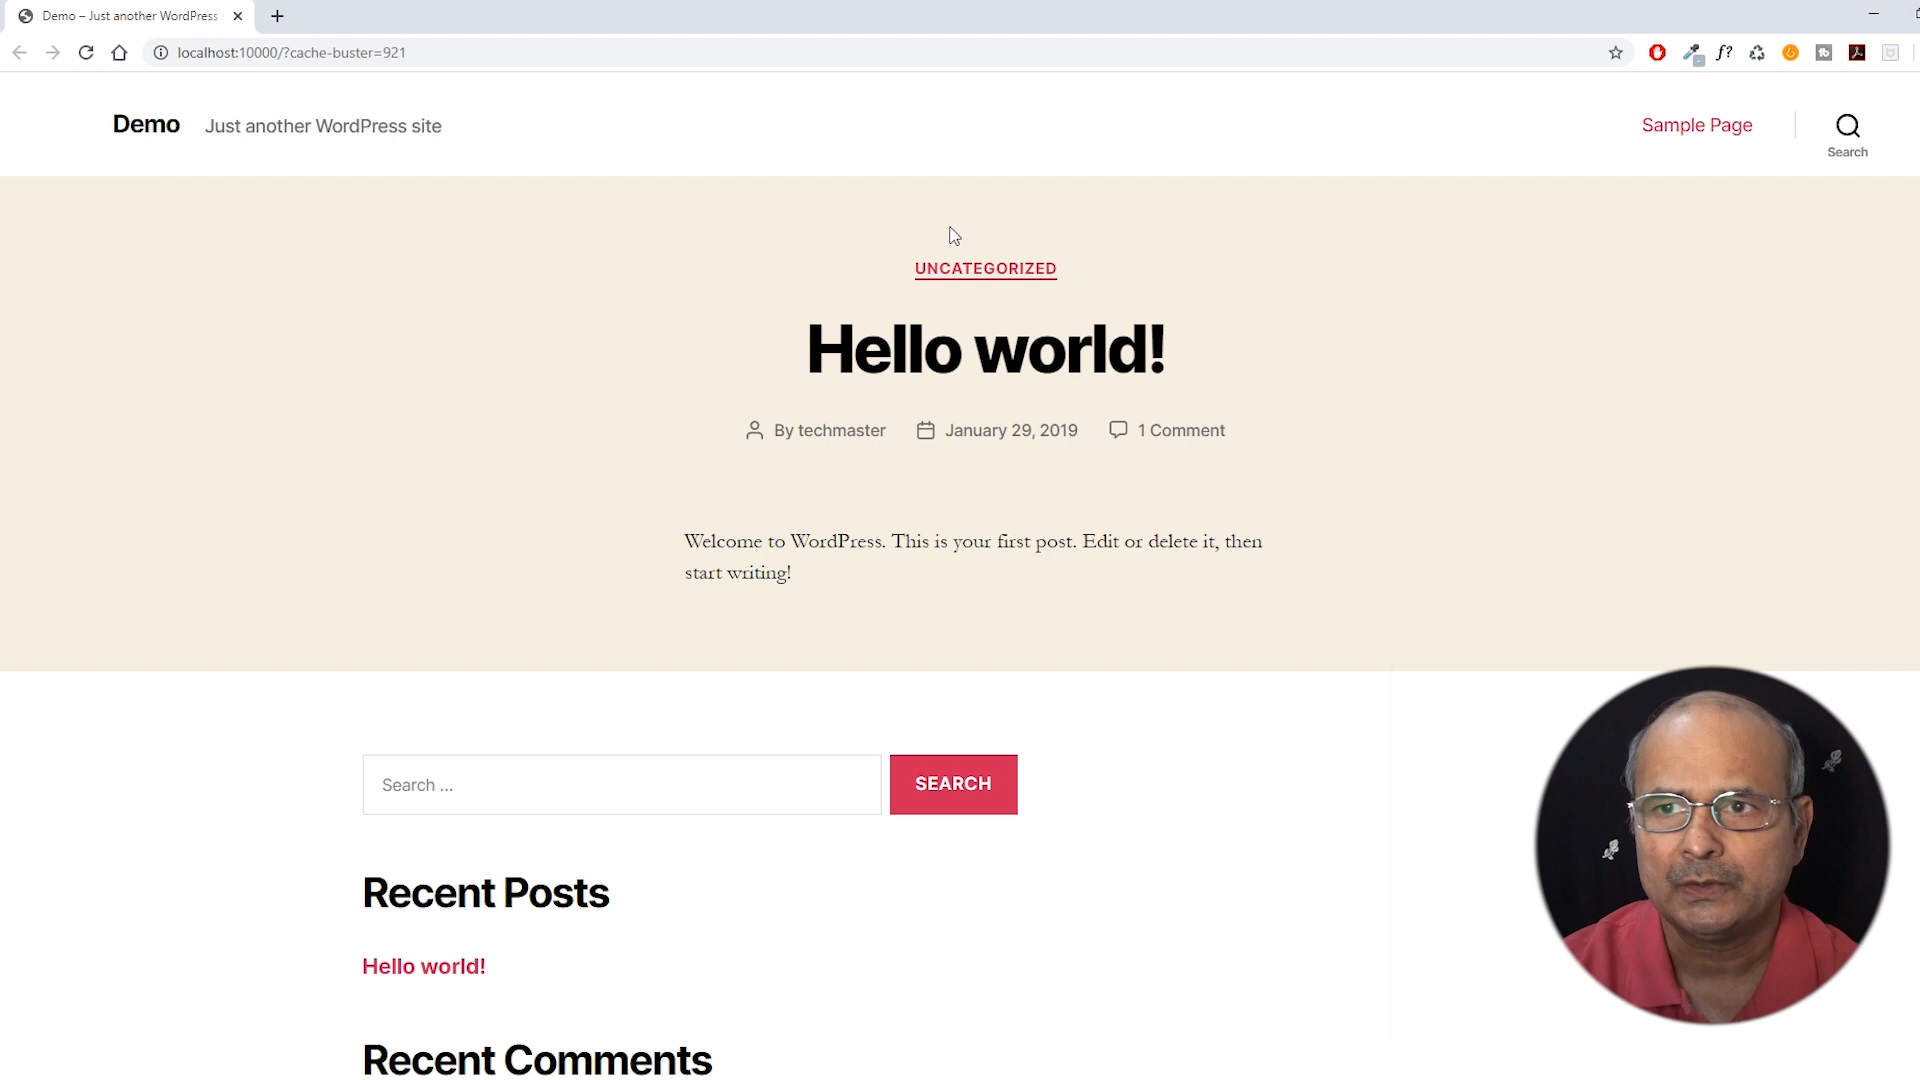 Demo – Just another WordPress
localhost:10000/?cache-buster=921
f?
tb
Demo
Just another WordPress site
Sample Page
Search
UNCATEGORIZED
Hello world!
By techmaster
January 29, 2019
1 Comment
Welcome to WordPress. This is your first post. Edit or delete it, then
start writing!
Search ...
SEARCH
Recent Posts
Hello world!
Recent Comments